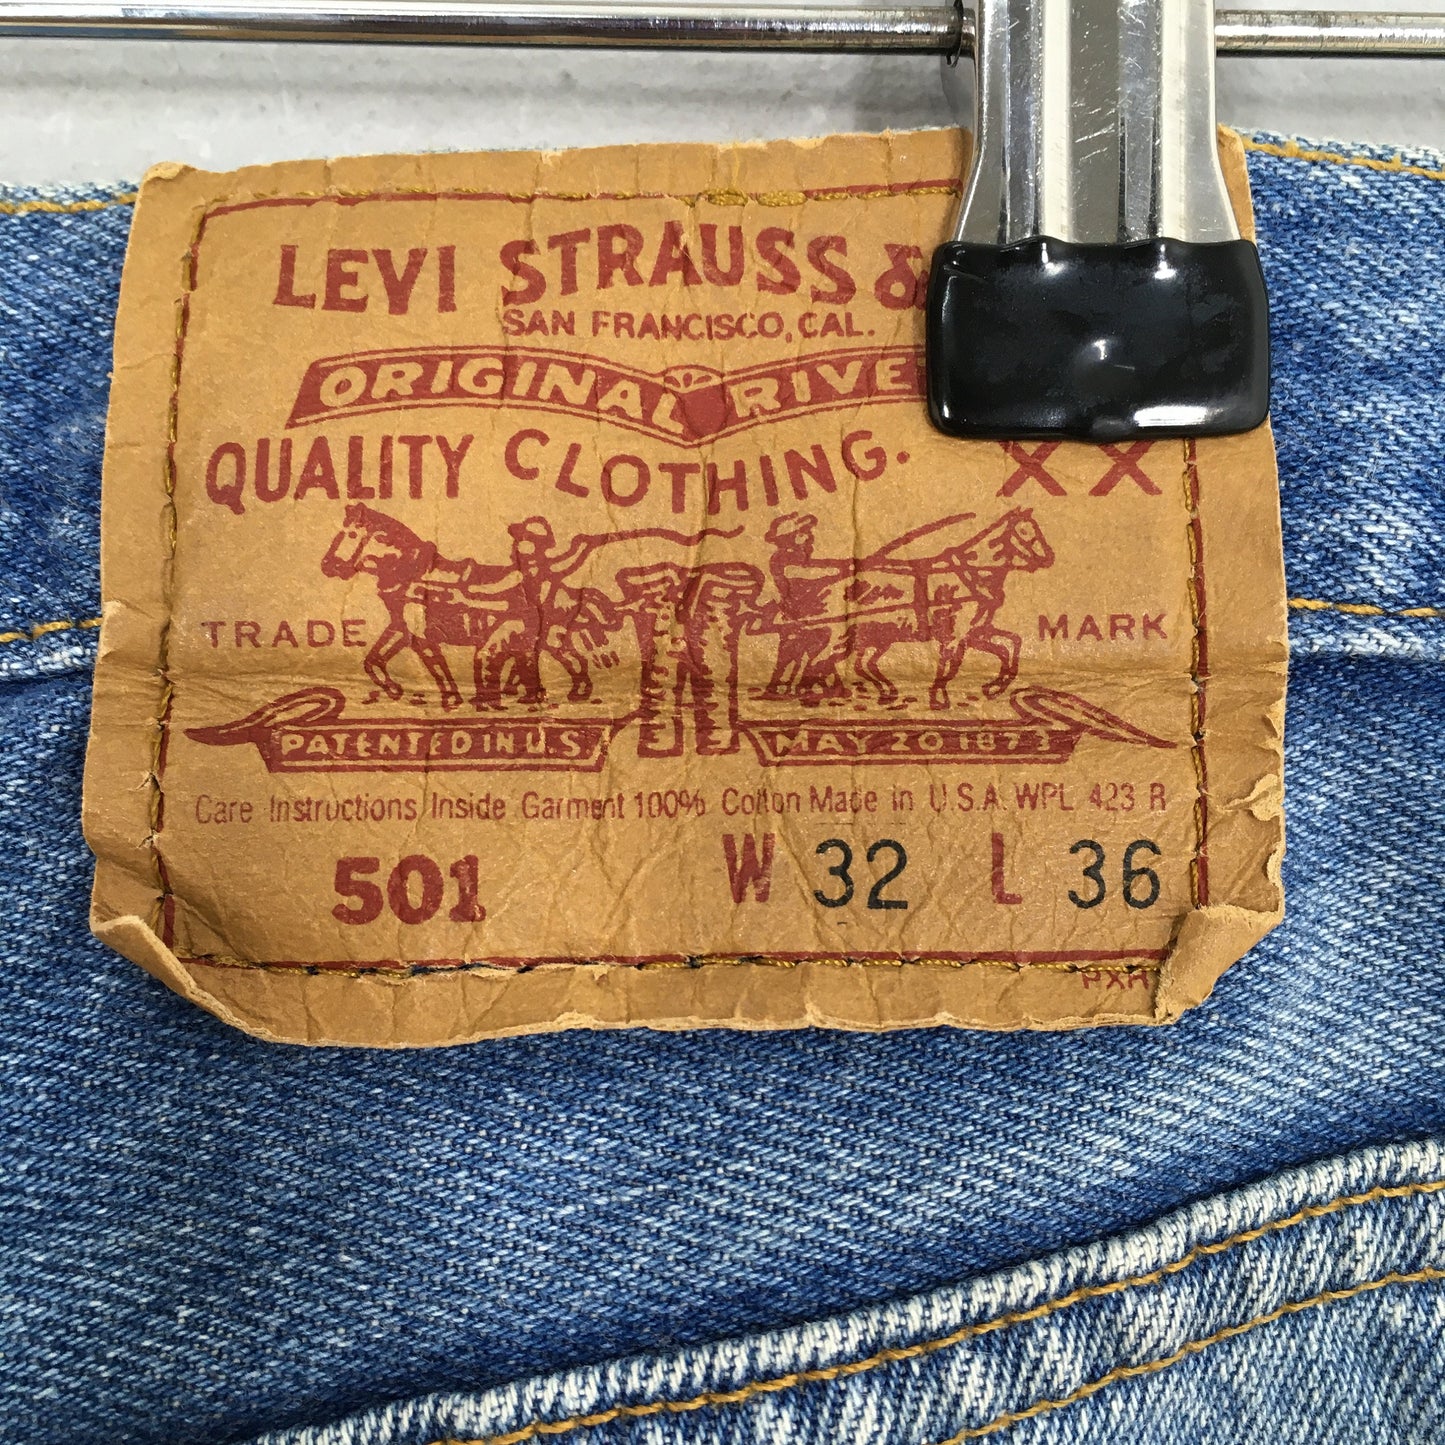 LEVI STRAUSS &
SAN FRANCISCO, CAL.
ORIGINAL RIVE
QUALITY CLOTHING. XX
TRADE MARK
PATENTED IN U.S. MAY 20 1873
Care Instructions Inside Garment 100% Cotton Made in U.S.A. WPL 423 R
501 W 32 L 36